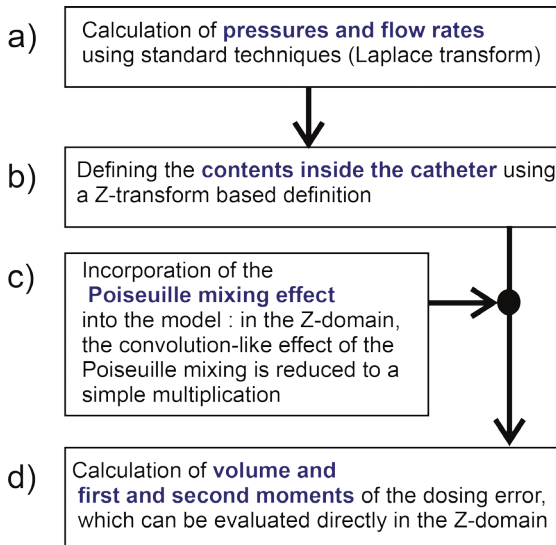 a)
Calculation of pressures and flow rates
using standard techniques (Laplace transform)
b)
Defining the contents inside the catheter using
a Z-transform based definition
c)
Incorporation of the
Poiseuille mixing effect
into the model : in the Z-domain,
the convolution-like effect of the
Poiseuille mixing is reduced to a
simple multiplication
d)
Calculation of volume and
first and second moments of the dosing error,
which can be evaluated directly in the Z-domain